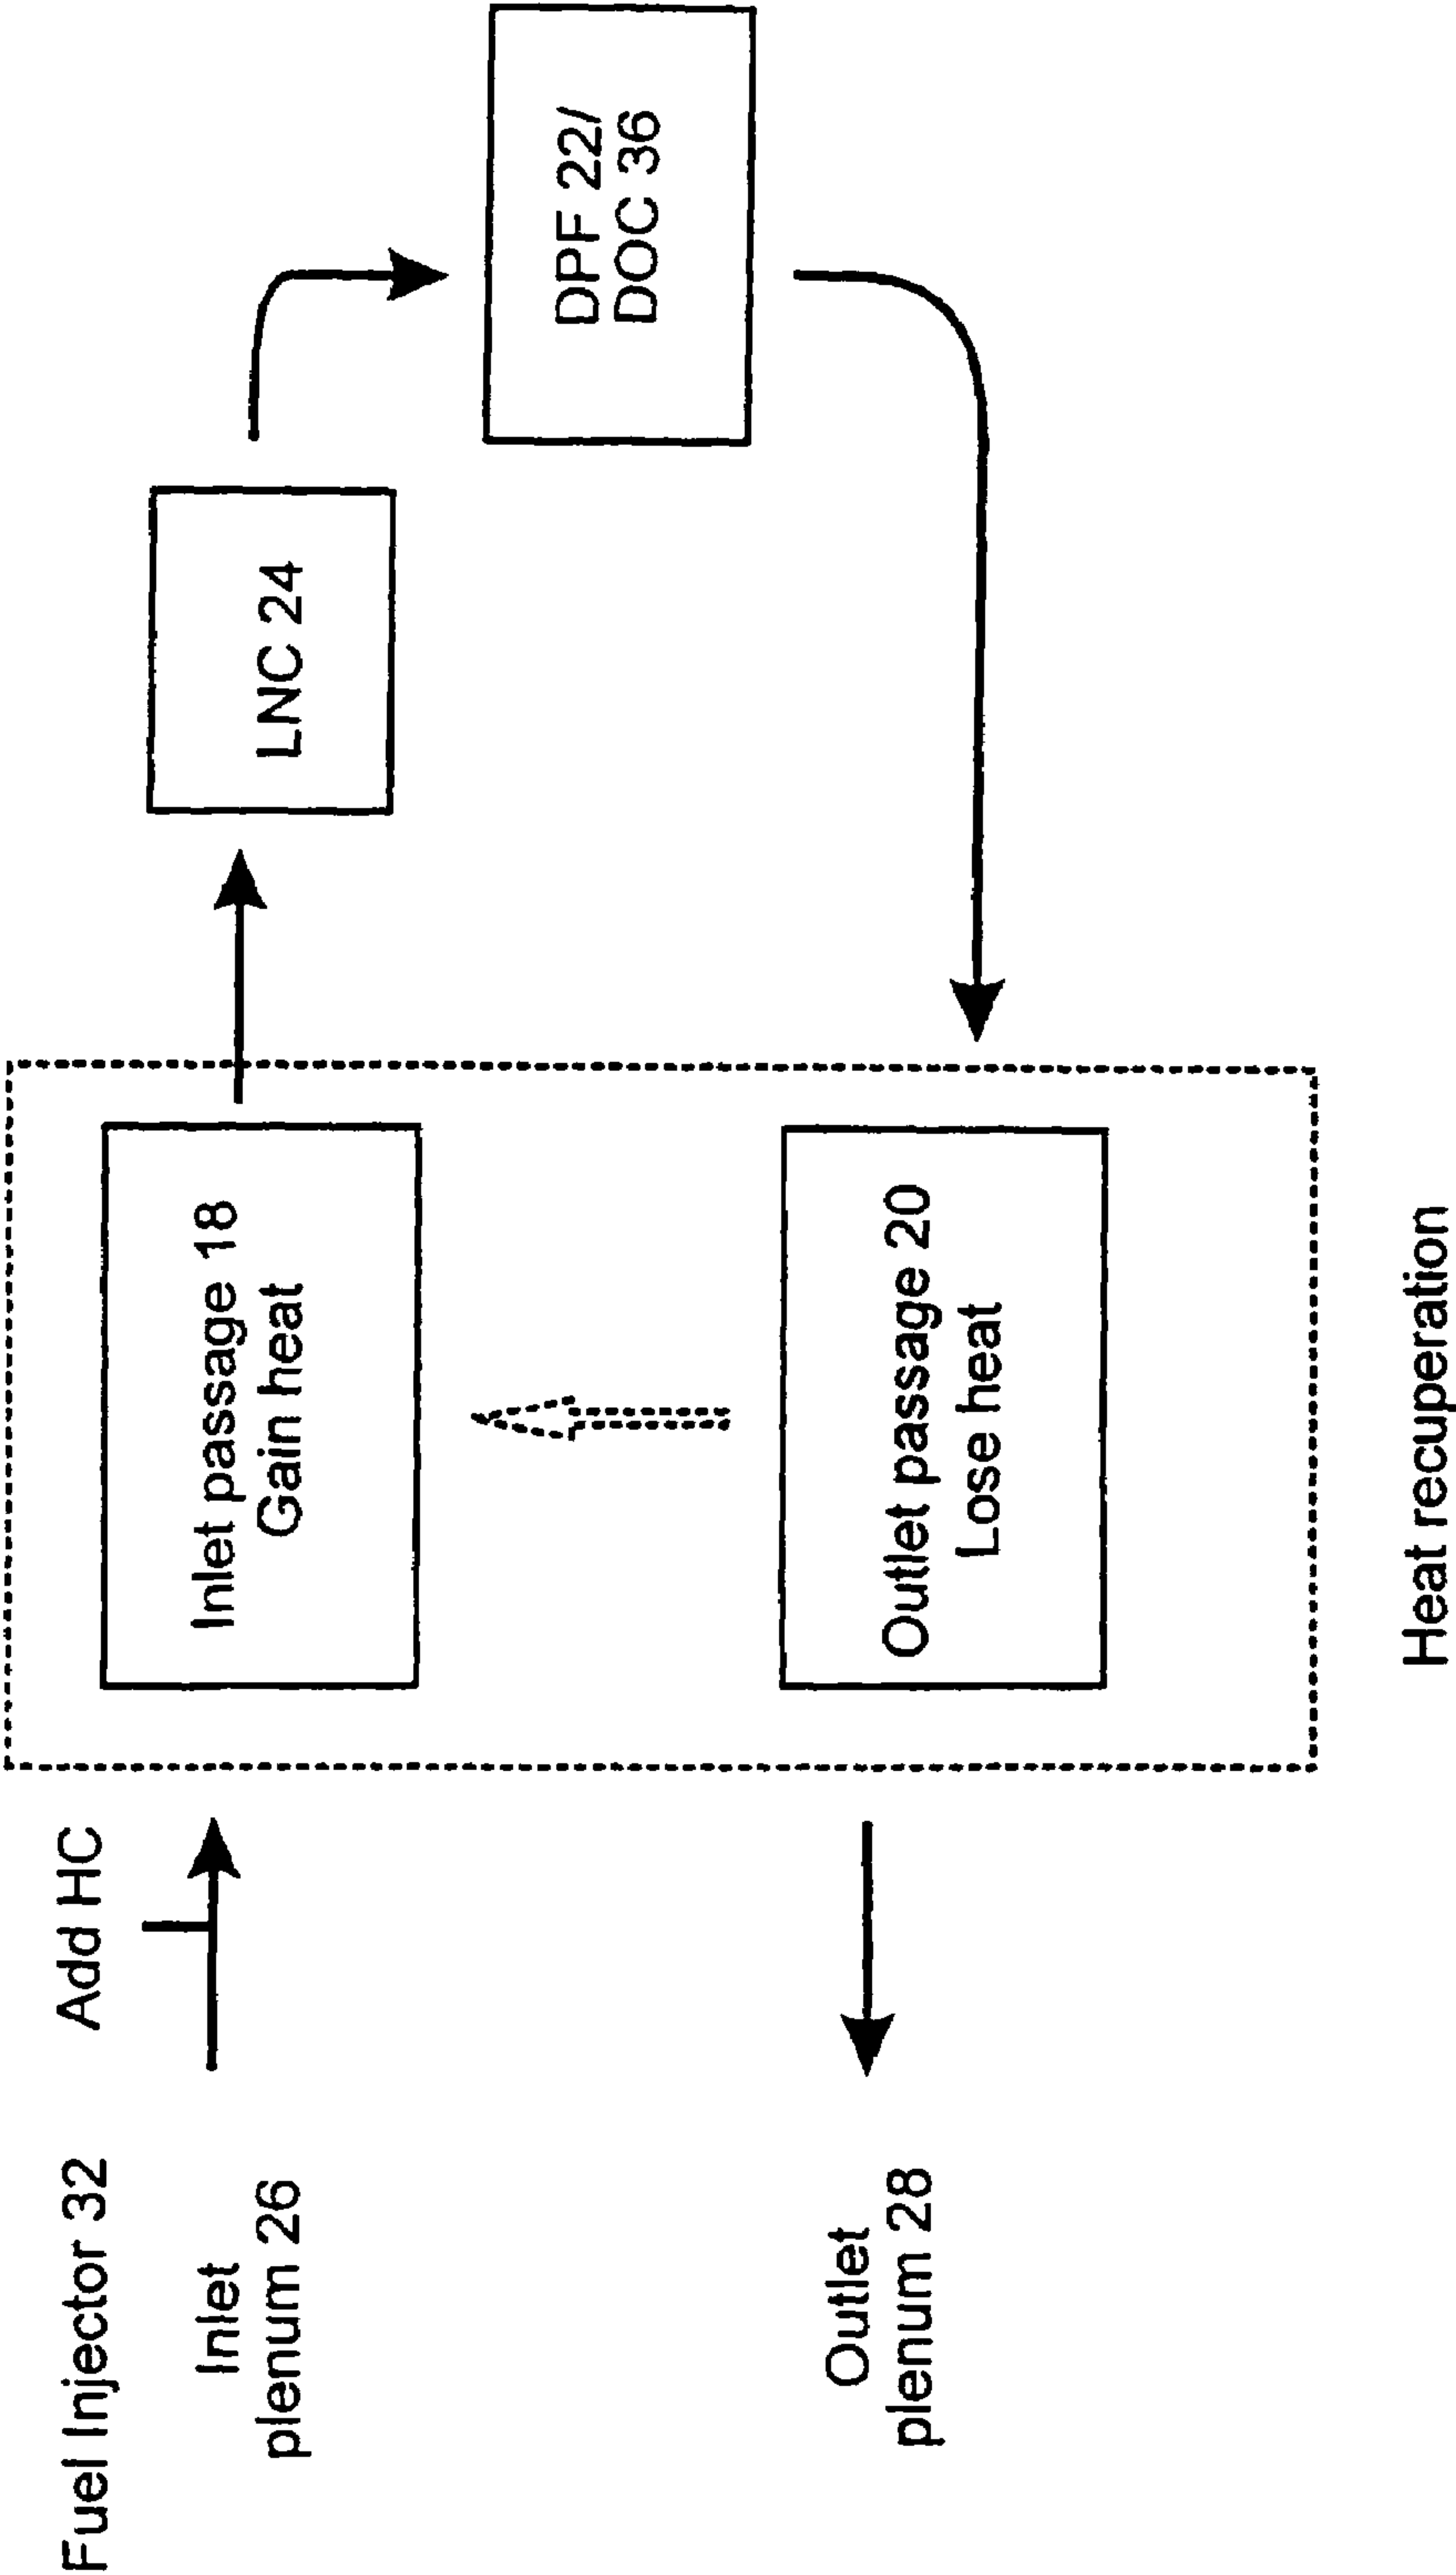 Fuel Injector 32
Add HC
Inlet
plenum 26
Inlet passage 18
Gain heat
LNC 24
DPF 22/
DOC 36
Outlet
plenum 28
Outlet passage 20
Lose heat
Heat recuperation